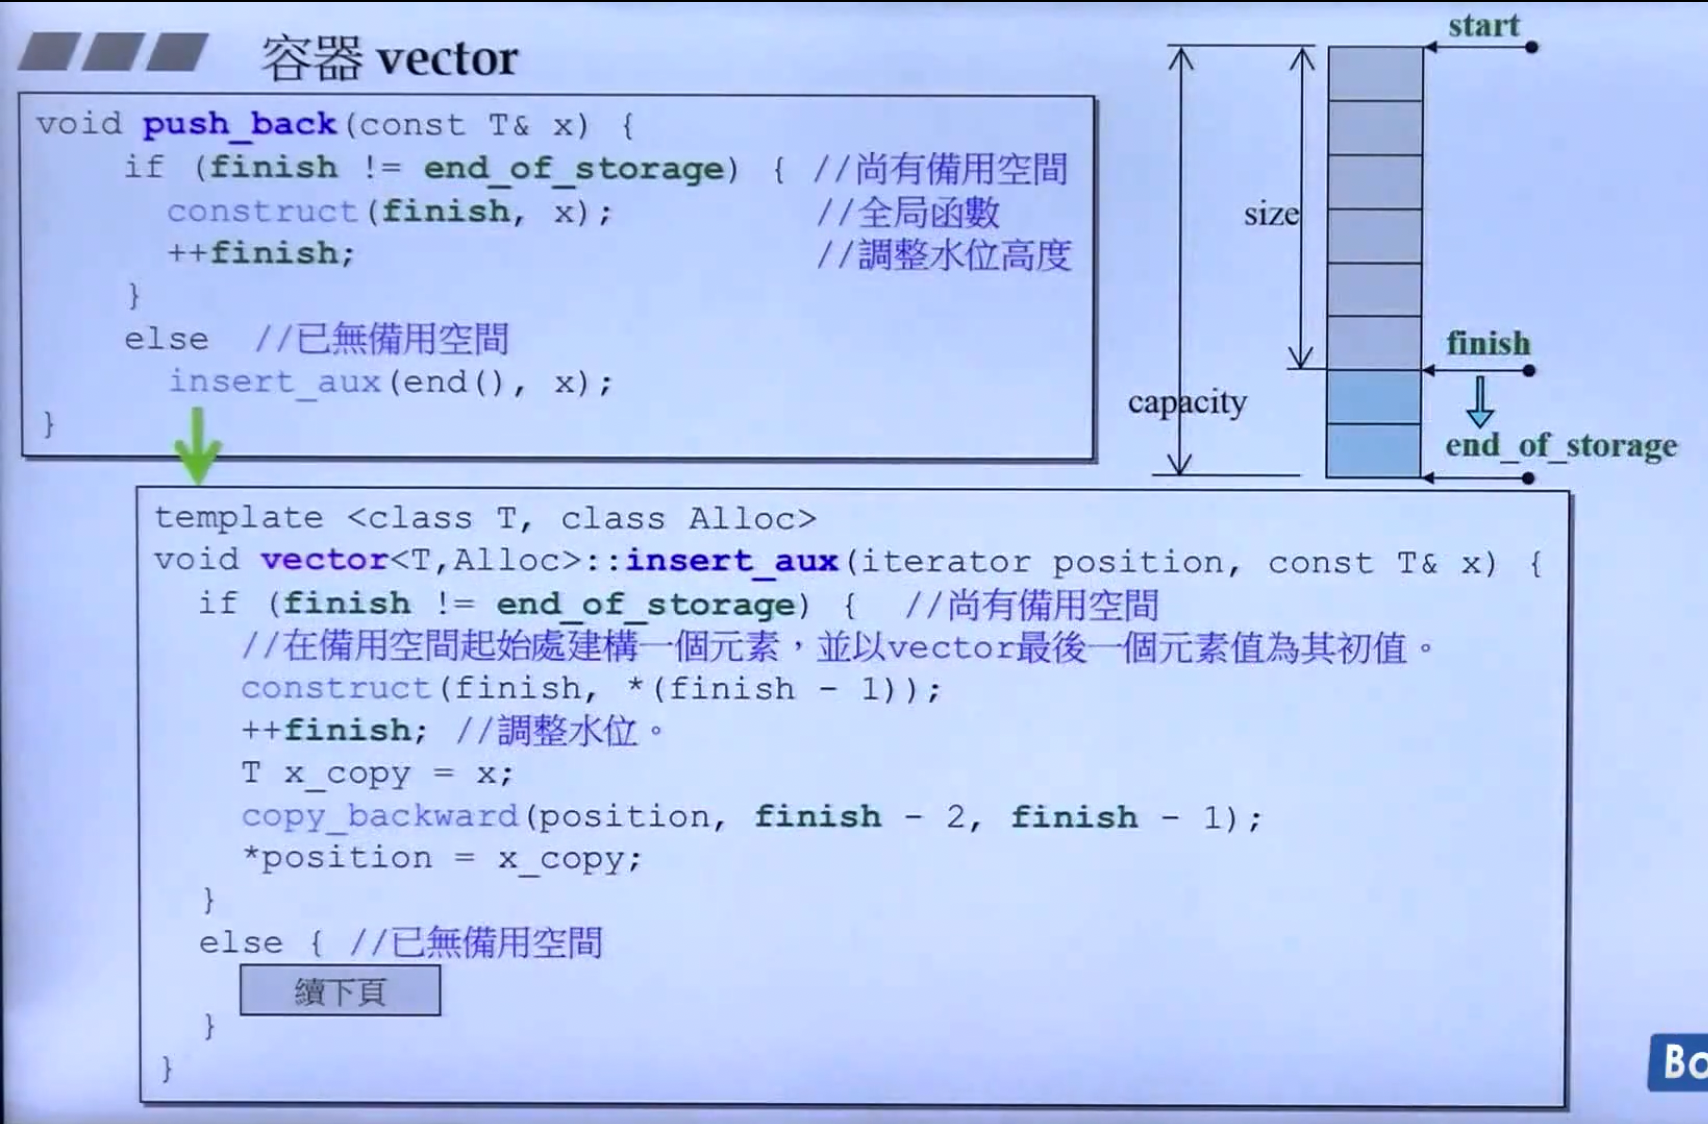 容器 vector
void push_back(const T& x) {
if (finish != end_of_storage) { //尚有備用空間
construct(finish, x); //全局函數
++finish; //調整水位高度
}
else //已無備用空間
insert_aux(end(), x);
}
start
size
finish
capacity
end_of_storage
template <class T, class Alloc>
void vector<T,Alloc>::insert_aux(iterator position, const T& x) {
if (finish != end_of_storage) { //尚有備用空間
//在備用空間起始處建構一個元素，並以vector最後一個元素值為其初值。
construct(finish, *(finish - 1));
++finish; //調整水位。
T x_copy = x;
copy_backward(position, finish - 2, finish - 1);
*position = x_copy;
}
else { //已無備用空間
續下頁
}
}
Bo